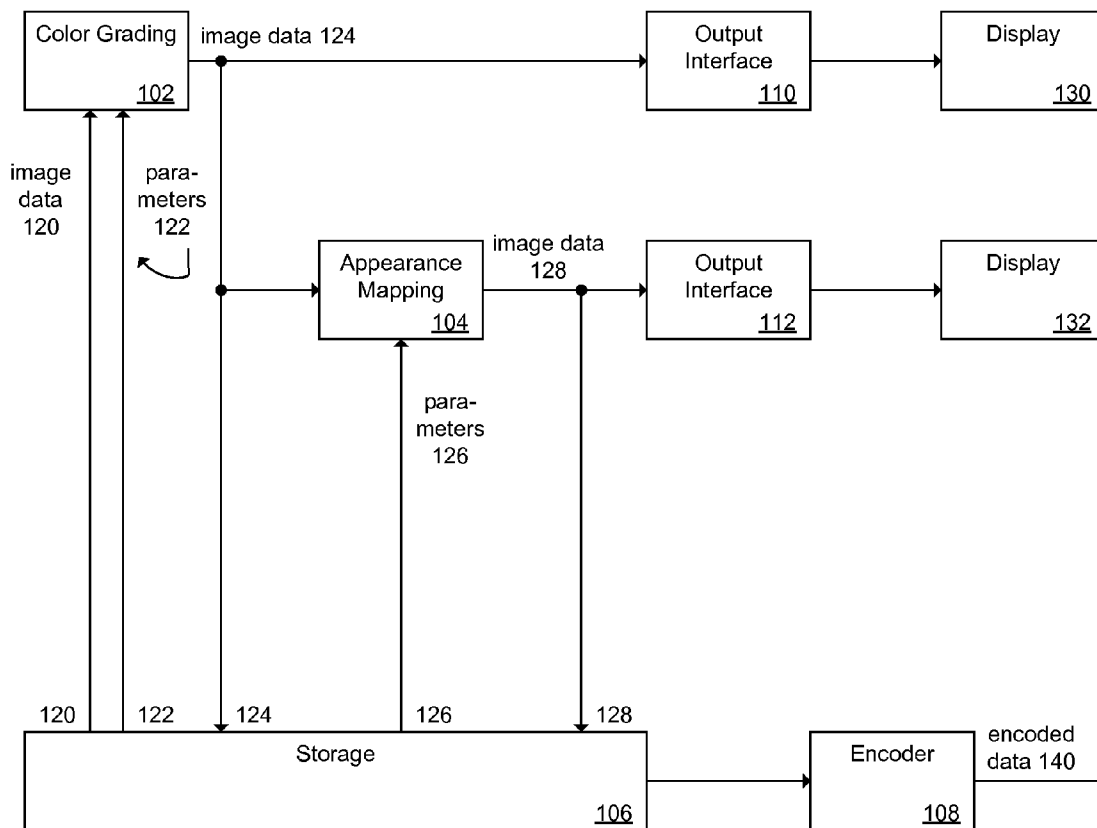 Color Grading
102
image data 124
Output
Interface
110
Display
130
image
data
120
para-
meters
122
Appearance
Mapping
104
image data
128
Output
Interface
112
Display
132
para-
meters
126
120
122
124
126
128
Storage
106
Encoder
108
encoded
data 140